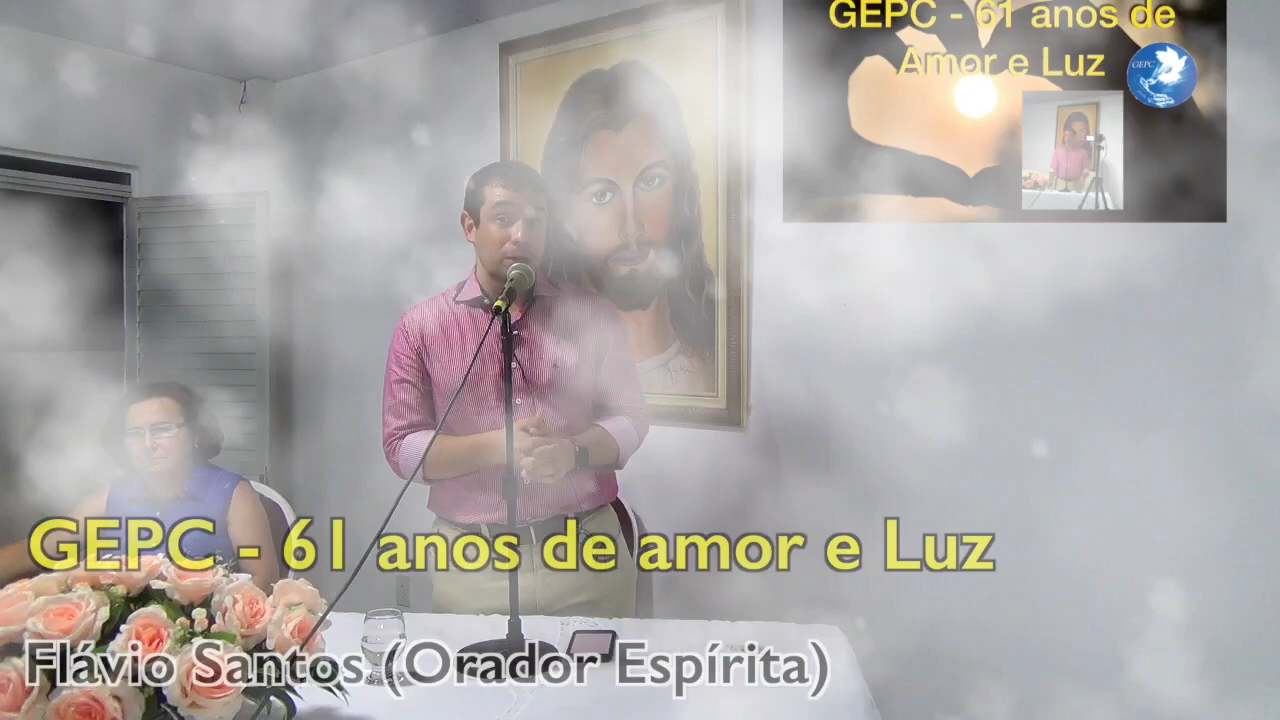 GEPC - 61 anos de
Amor e Luz
GEPC
GEPC - 61 anos de amor e Luz
Flávio Santos (Orador Espírita)